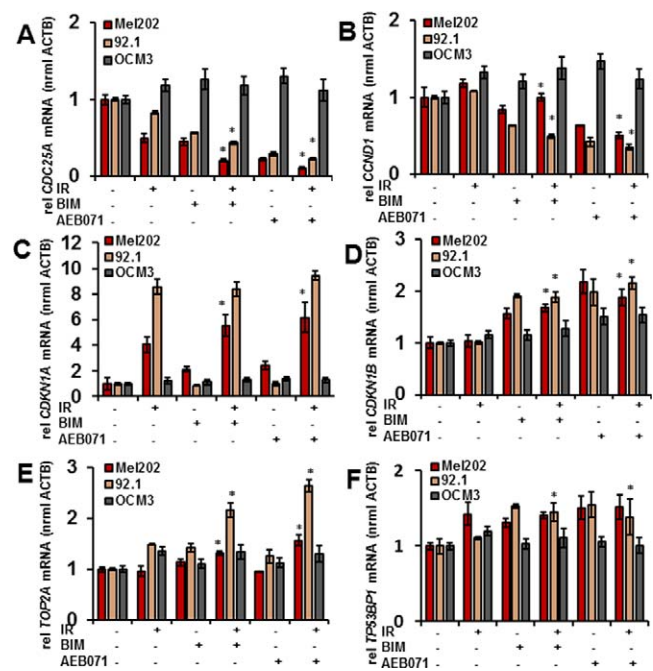 A
rel CDC25A mRNA (nrml ACTB)
2
1
0
Mel202
92.1
OCM3
* * * *
IR - + - + - +
BIM - - + + - -
AEB071 - - - - + +
B
rel CCND1 mRNA (nrml ACTB)
2
1
0
Mel202
92.1
OCM3
* * * *
IR - + - + - +
BIM - - + + - -
AEB071 - - - - + +
C
rel CDKN1A mRNA (nrml ACTB)
12
10
8
6
4
2
0
Mel202
92.1
OCM3
* *
IR - + - + - +
BIM - - + + - -
AEB071 - - - - + +
D
rel CDKN1B mRNA (nrml ACTB)
3
2
1
0
Mel202
92.1
OCM3
* * * *
IR - + - + - +
BIM - - + + - -
AEB071 - - - - + +
E
rel TOP2A mRNA (nrml ACTB)
3
2
1
0
Mel202
92.1
OCM3
* * * *
IR - + - + - +
BIM - - + + - -
AEB071 - - - - + +
F
rel TP53BP1 mRNA (nrml ACTB)
2
1
0
Mel202
92.1
OCM3
* *
IR - + - + - +
BIM - - + + - -
AEB071 - - - - + +